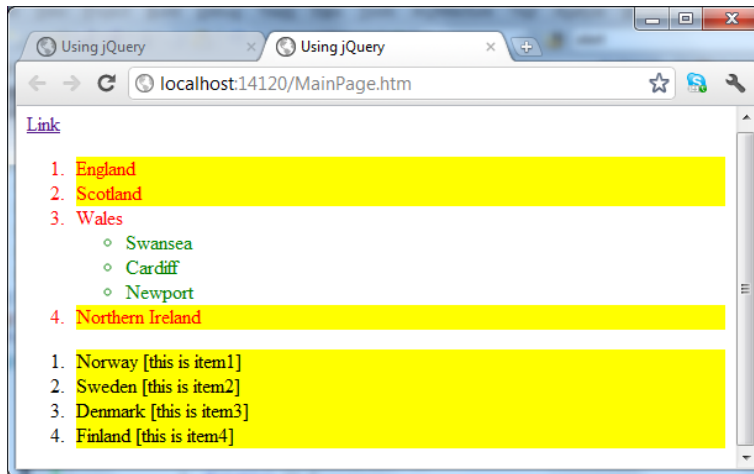 Using jQuery
Using jQuery
localhost:14120/MainPage.htm
Link
1. England
2. Scotland
3. Wales
Swansea
Cardiff
Newport
4. Northern Ireland
1. Norway [this is item1]
2. Sweden [this is item2]
3. Denmark [this is item3]
4. Finland [this is item4]